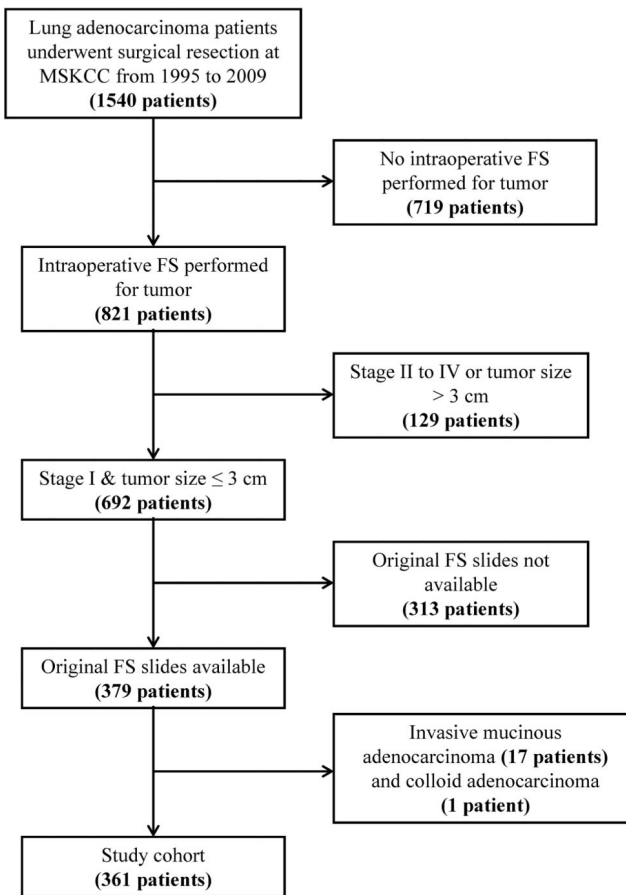 Lung adenocarcinoma patients
underwent surgical resection at
MSKCC from 1995 to 2009
(1540 patients)
No intraoperative FS
performed for tumor
(719 patients)
Intraoperative FS performed
for tumor
(821 patients)
Stage II to IV or tumor size
> 3 cm
(129 patients)
Stage I & tumor size ≤ 3 cm
(692 patients)
Original FS slides not
available
(313 patients)
Original FS slides available
(379 patients)
Invasive mucinous
adenocarcinoma (17 patients)
and colloid adenocarcinoma
(1 patient)
Study cohort
(361 patients)